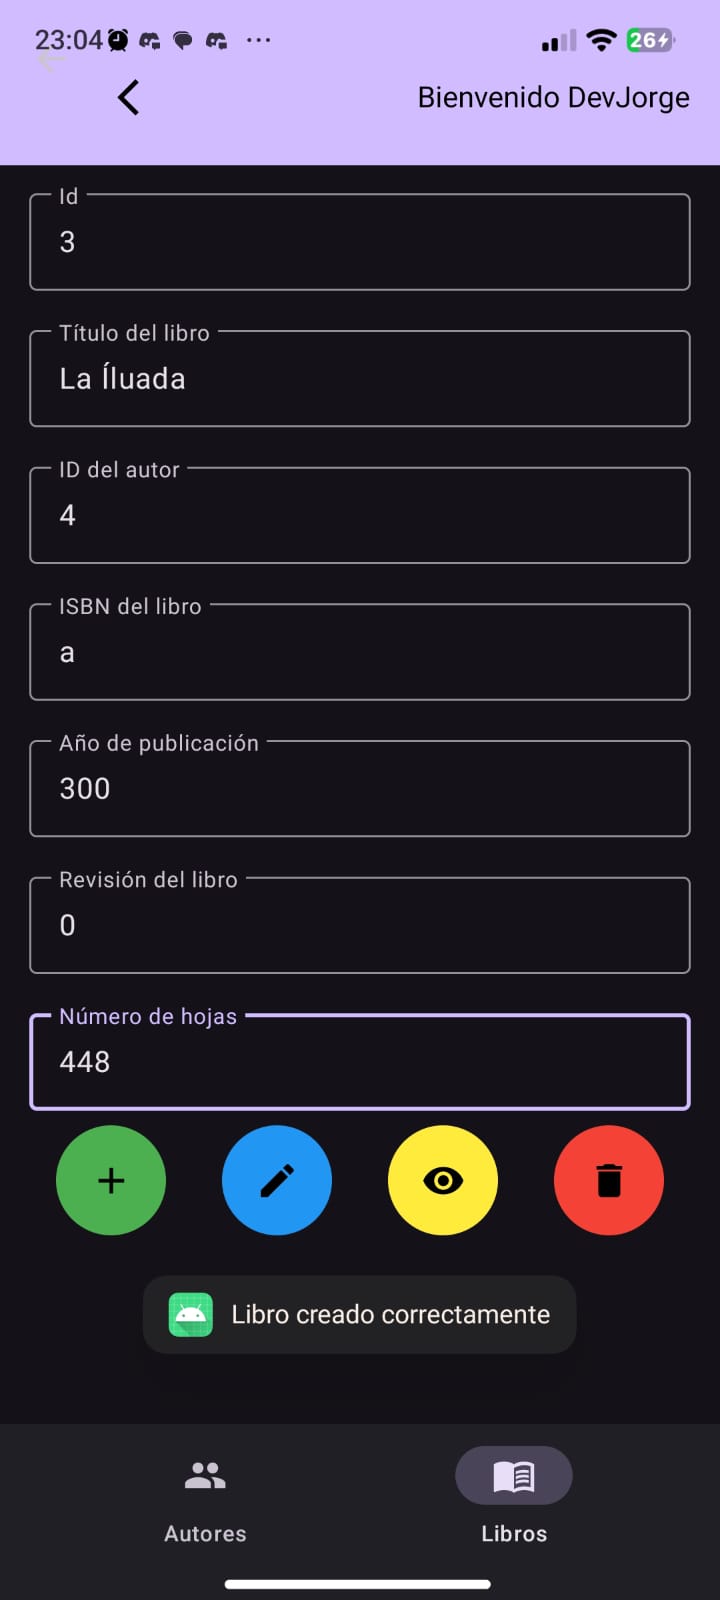 23:04
26
Bienvenido DevJorge
Id
3
Título del libro
La Íluada
ID del autor
4
ISBN del libro
a
Año de publicación
300
Revisión del libro
0
Número de hojas
448
Libro creado correctamente
Autores
Libros